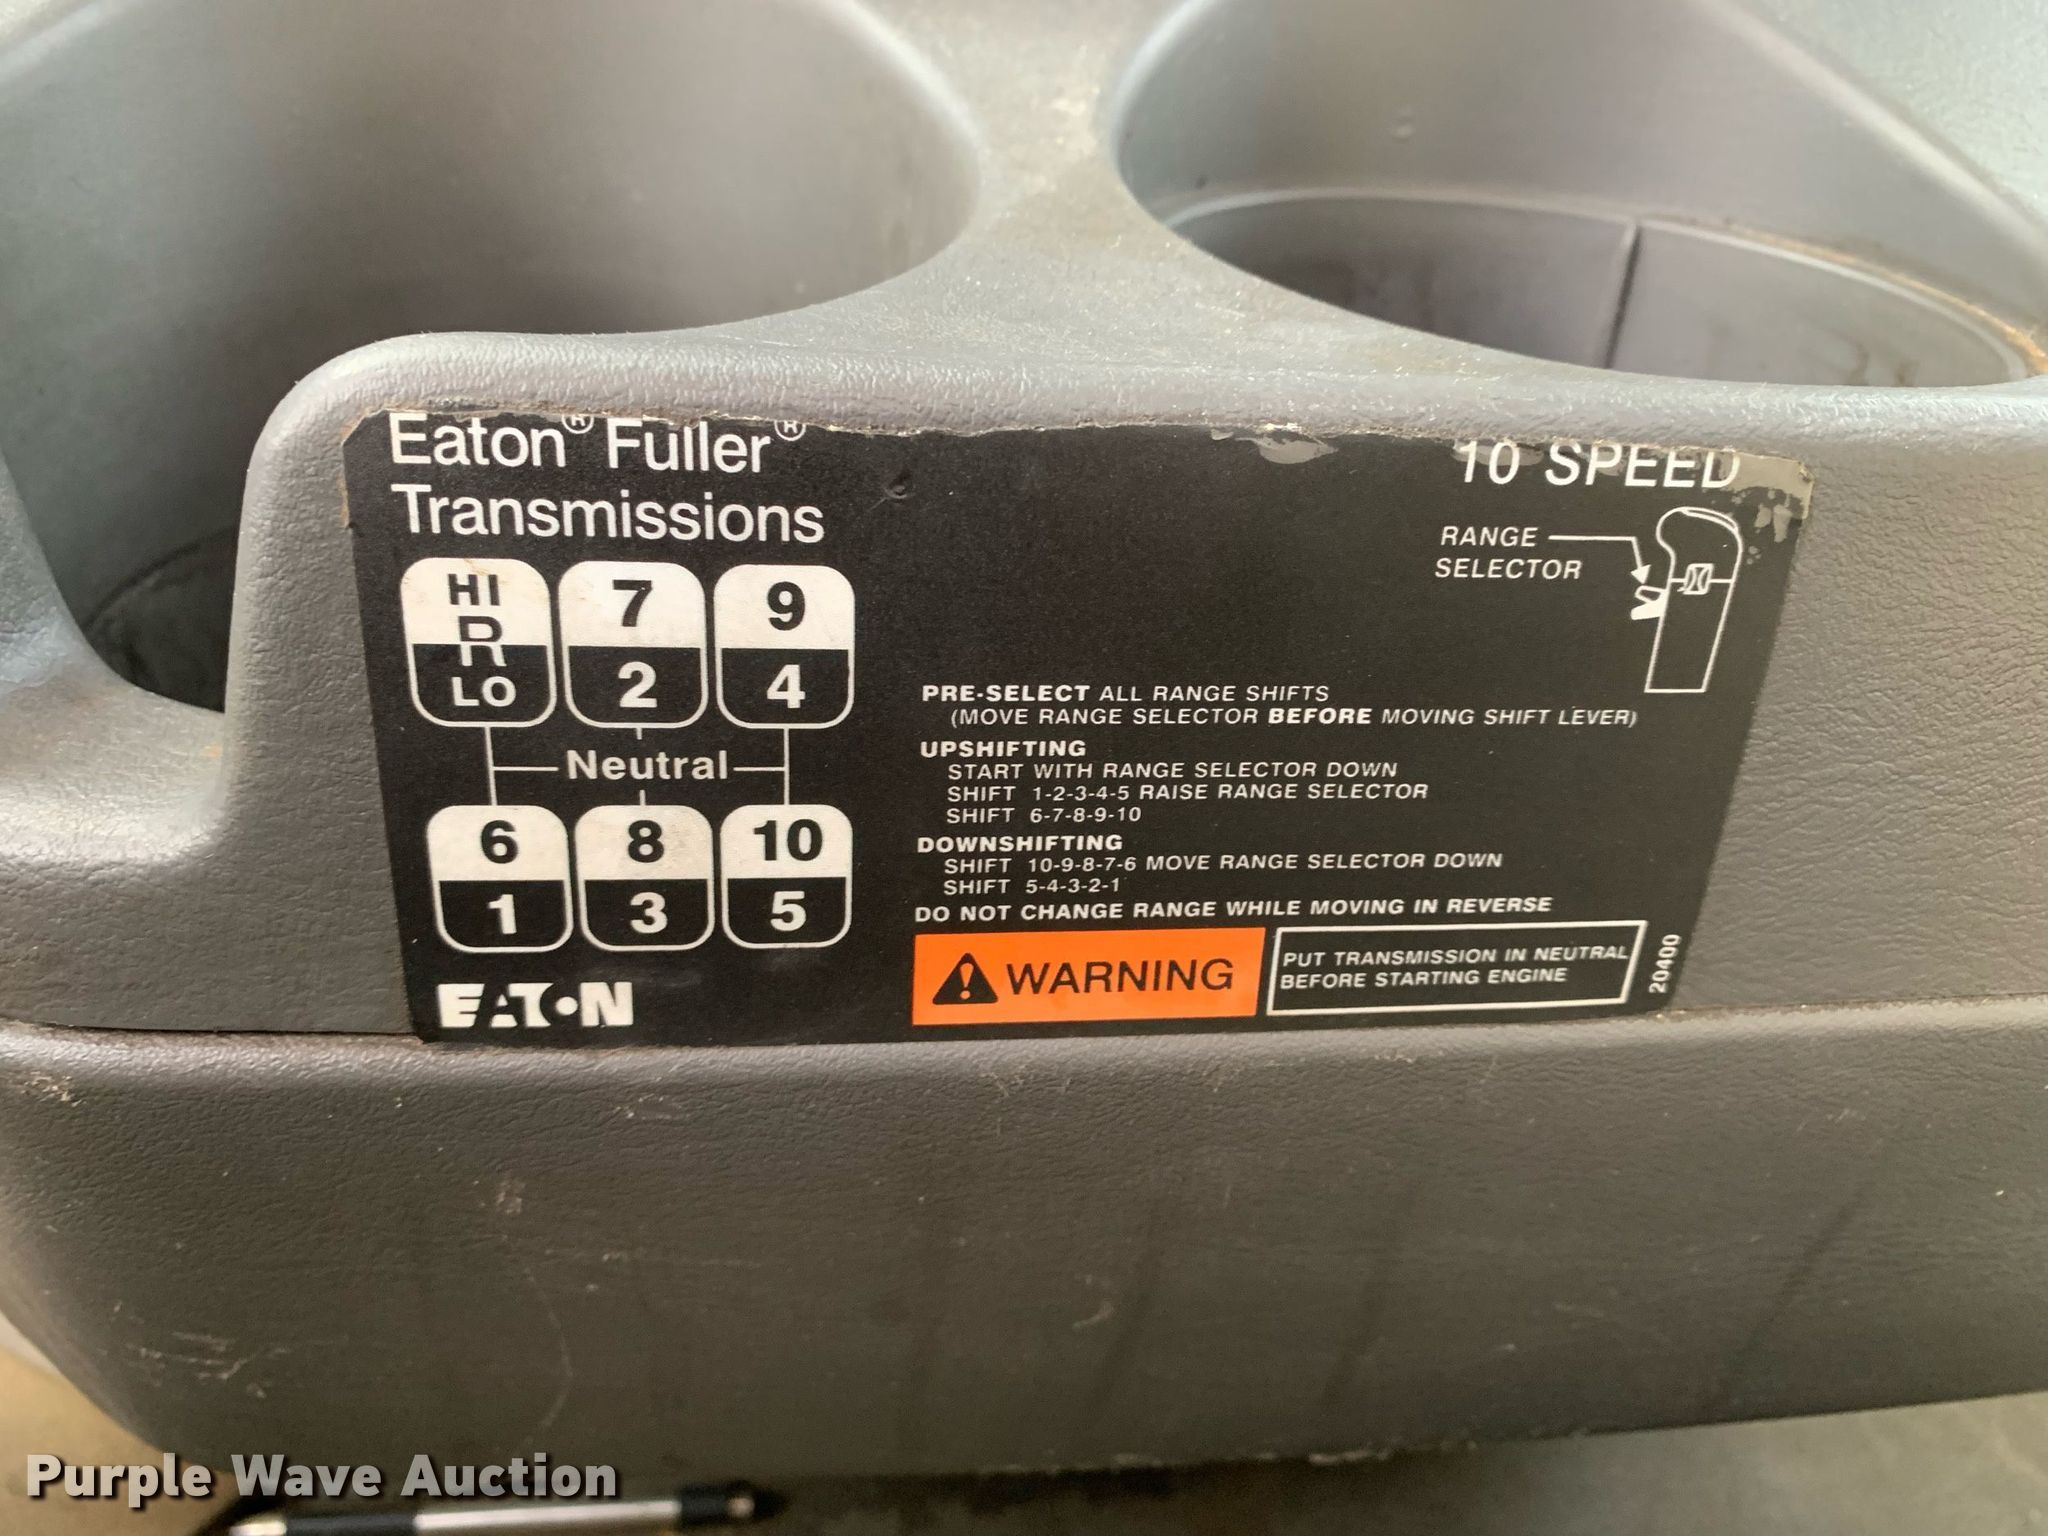 Eaton® Fuller®
Transmissions
10 SPEED
RANGE
SELECTOR
HI
R
LO
7
2
9
4
Neutral
6
1
8
3
10
5
EATON
PRE-SELECT ALL RANGE SHIFTS
(MOVE RANGE SELECTOR BEFORE MOVING SHIFT LEVER)
UPSHIFTING
START WITH RANGE SELECTOR DOWN
SHIFT 1-2-3-4-5 RAISE RANGE SELECTOR
SHIFT 6-7-8-9-10
DOWNSHIFTING
SHIFT 10-9-8-7-6 MOVE RANGE SELECTOR DOWN
SHIFT 5-4-3-2-1
DO NOT CHANGE RANGE WHILE MOVING IN REVERSE
WARNING
PUT TRANSMISSION IN NEUTRAL
BEFORE STARTING ENGINE
20400
Purple Wave Auction